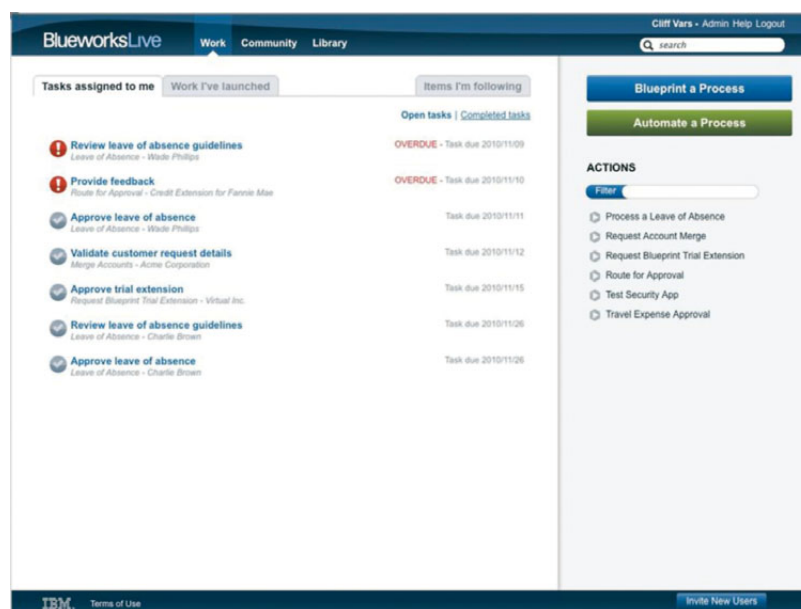 Cliff Vars - Admin Help Logout
BlueworksLive Work Community Library
search
Tasks assigned to me Work I've launched Items I'm following
Open tasks | Completed tasks
Review leave of absence guidelines OVERDUE - Task due 2010/11/09
Leave of Absence - Wade Phillips
Provide feedback OVERDUE - Task due 2010/11/10
Route for Approval - Credit Extension for Fannie Mae
Approve leave of absence Task due 2010/11/11
Leave of Absence - Wade Phillips
Validate customer request details Task due 2010/11/12
Merge Accounts - Acme Corporation
Approve trial extension Task due 2010/11/15
Request Blueprint Trial Extension - Virtual Inc.
Review leave of absence guidelines Task due 2010/11/26
Leave of Absence - Charlie Brown
Approve leave of absence Task due 2010/11/26
Leave of Absence - Charlie Brown
Blueprint a Process
Automate a Process
ACTIONS
Filter
Process a Leave of Absence
Request Account Merge
Request Blueprint Trial Extension
Route for Approval
Test Security App
Travel Expense Approval
IBM. Terms of Use
Invite New Users